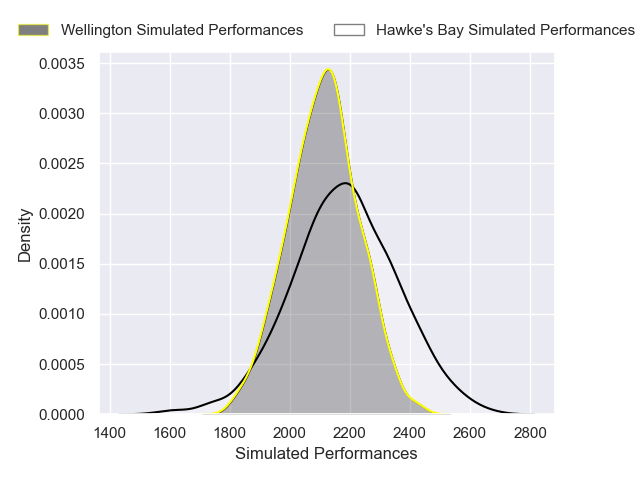 Wellington Simulated Performances
Hawke's Bay Simulated Performances
0.0035
0.0030
0.0025
0.0020
0.0015
0.0010
0.0005
0.0000
Density
1400 1600 1800 2000 2200 2400 2600 2800
Simulated Performances